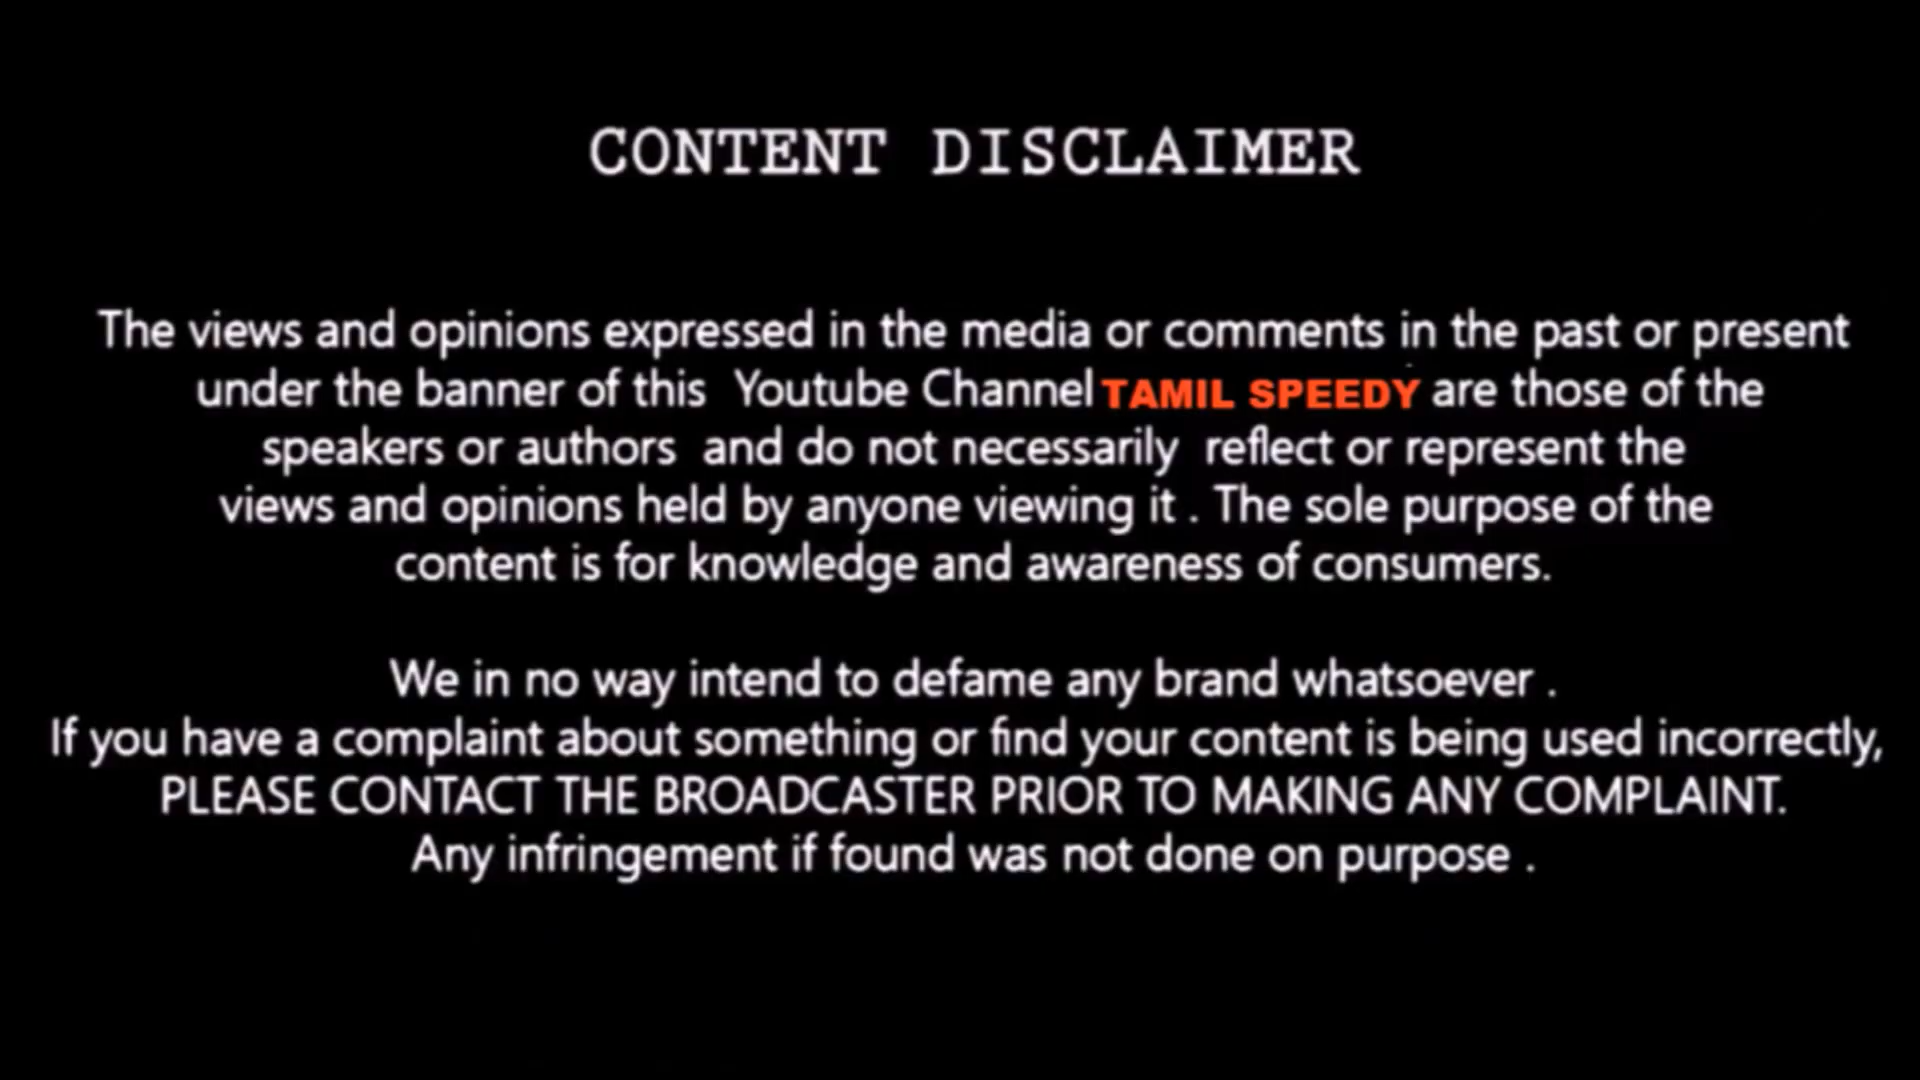 CONTENT DISCLAIMER
The views and opinions expressed in the media or comments in the past or present
under the banner of this Youtube Channel TAMIL SPEEDY are those of the
speakers or authors and do not necessarily reflect or represent the
views and opinions held by anyone viewing it . The sole purpose of the
content is for knowledge and awareness of consumers.
We in no way intend to defame any brand whatsoever .
If you have a complaint about something or find your content is being used incorrectly,
PLEASE CONTACT THE BROADCASTER PRIOR TO MAKING ANY COMPLAINT.
Any infringement if found was not done on purpose .